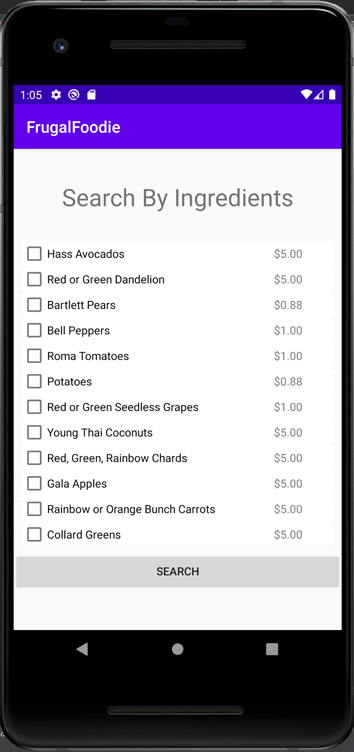 1:05
FrugalFoodie
Search By Ingredients
Hass Avocados $5.00
Red or Green Dandelion $5.00
Bartlett Pears $0.88
Bell Peppers $1.00
Roma Tomatoes $1.00
Potatoes $0.88
Red or Green Seedless Grapes $1.00
Young Thai Coconuts $5.00
Red, Green, Rainbow Chards $5.00
Gala Apples $5.00
Rainbow or Orange Bunch Carrots $5.00
Collard Greens $5.00
SEARCH